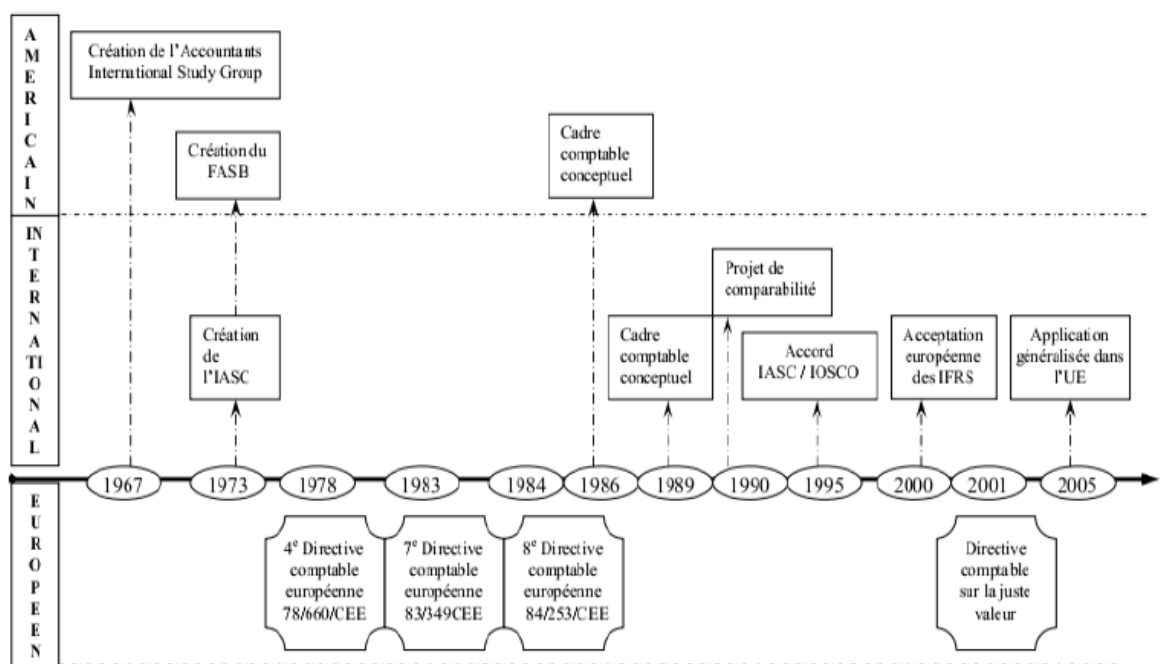 AMERICAIN
Création de l'Accountants
International Study Group
Création du
FASB
Cadre
comptable
conceptuel
INTERNATIONAL
Création
de
l'IASC
Cadre
comptable
conceptuel
Projet de
comparabilité
Accord
IASC / IOSCO
Acceptation
européenne
des IFRS
Application
généralisée dans
l'UE
1967
1973
1978
1983
1984
1986
1989
1990
1995
2000
2001
2005
EUROPEEN
4e Directive
comptable
européenne
78/660/CEE
7e Directive
comptable
européenne
83/349CEE
8e Directive
comptable
européenne
84/253/CEE
Directive
comptable
sur la juste
valeur